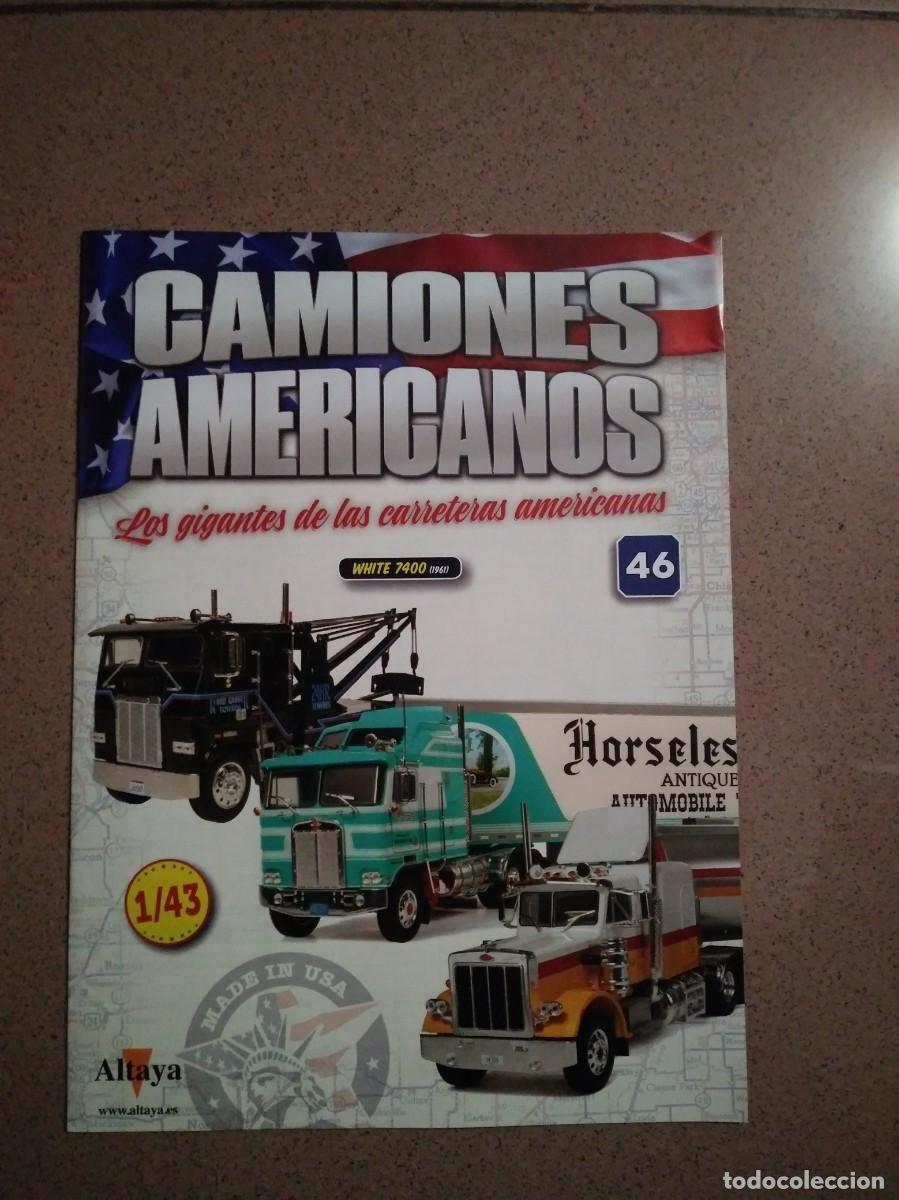 CAMIONES
AMERICANOS
Los gigantes de las carreteras americanas
WHITE 7400 (1961)
46
Horseles
ANTIQUE
AUTOMOBILE
1/43
MADE IN USA
Altaya
www.altaya.es
todocoleccion